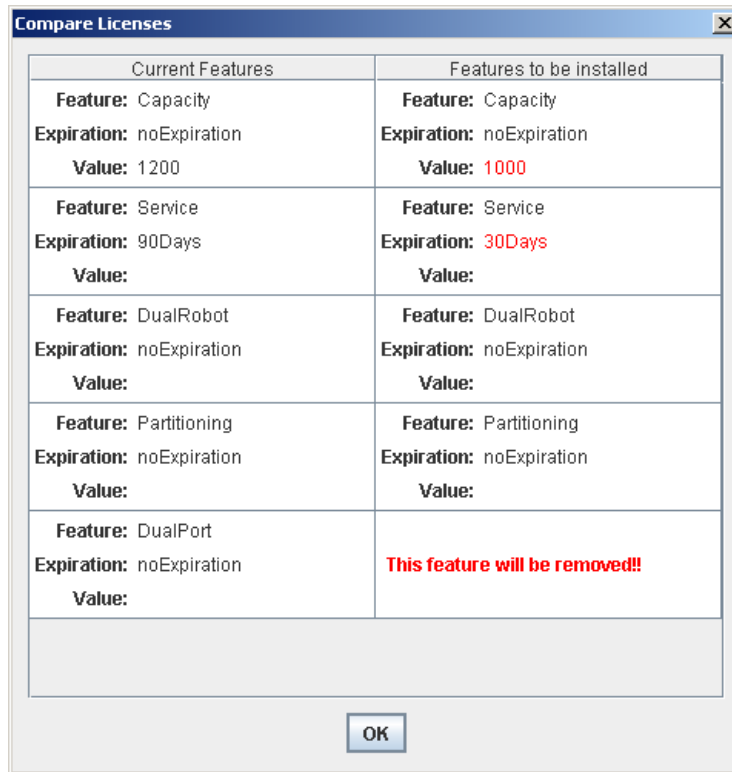 Compare Licenses
Current Features Features to be installed
Feature: Capacity Feature: Capacity
Expiration: noExpiration Expiration: noExpiration
Value: 1200 Value: 1000
Feature: Service Feature: Service
Expiration: 90Days Expiration: 30Days
Value: Value:
Feature: DualRobot Feature: DualRobot
Expiration: noExpiration Expiration: noExpiration
Value: Value:
Feature: Partitioning Feature: Partitioning
Expiration: noExpiration Expiration: noExpiration
Value: Value:
Feature: DualPort
Expiration: noExpiration This feature will be removed!!
Value:
OK